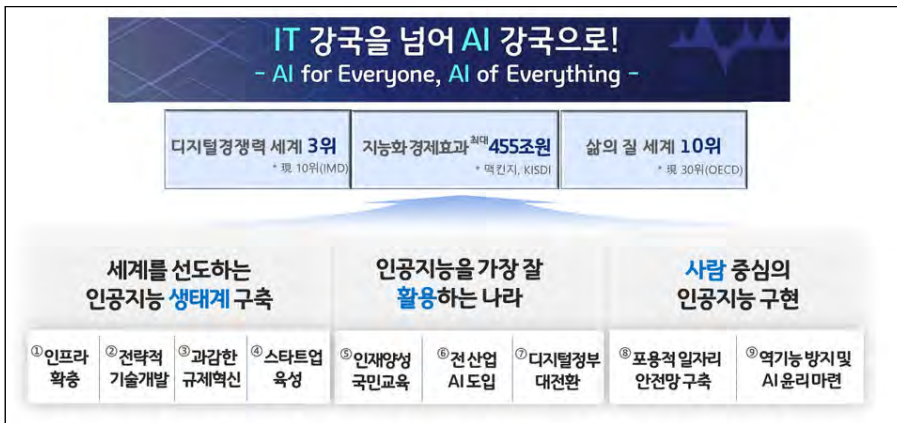 IT 강국을 넘어 AI 강국으로!
- AI for Everyone, AI of Everything -
디지털경쟁력 세계 3위
* 現 10위(IMD)
지능화 경제효과 최대 455조원
* 맥킨지, KISDI
삶의 질 세계 10위
* 現 30위(OECD)
세계를 선도하는
인공지능 생태계 구축
①인프라
확충
②전략적
기술개발
③과감한
규제혁신
④스타트업
육성
인공지능을 가장 잘
활용하는 나라
⑤인재양성
국민교육
⑥전 산업
AI 도입
⑦디지털정부
대전환
사람 중심의
인공지능 구현
⑧포용적 일자리
안전망 구축
⑨역기능 방지 및
AI 윤리 마련